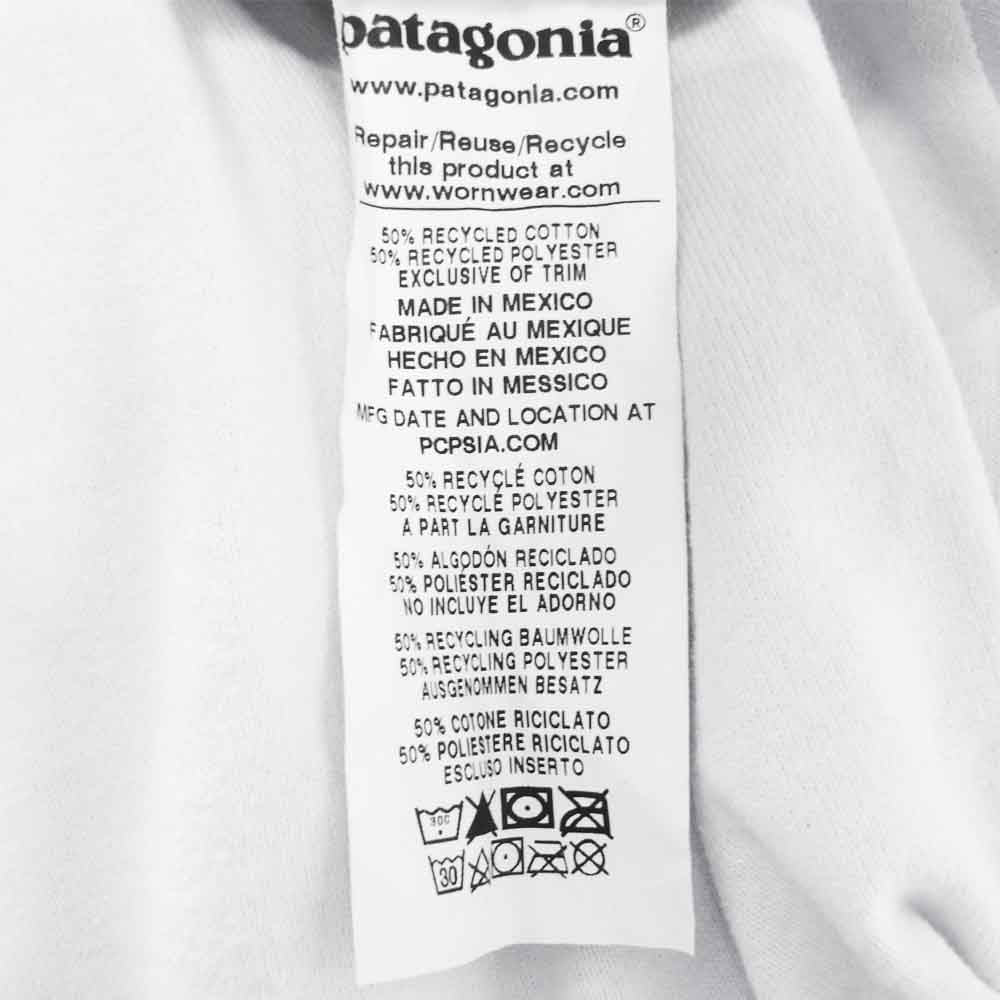 patagonia®
www.patagonia.com
Repair/Reuse/Recycle
this product at
www.wornwear.com
50% RECYCLED COTTON
50% RECYCLED POLYESTER
EXCLUSIVE OF TRIM
MADE IN MEXICO
FABRIQUÉ AU MEXIQUE
HECHO EN MEXICO
FATTO IN MESSICO
MFG DATE AND LOCATION AT
PCPSIA.COM
50% RECYCLÉ COTON
50% RECYCLÉ POLYESTER
A PART LA GARNITURE
50% ALGODÓN RECICLADO
50% POLIÉSTER RECICLADO
NO INCLUYE EL ADORNO
50% RECYCLING BAUMWOLLE
50% RECYCLING POLYESTER
AUSGENOMMEN BESATZ
50% COTONE RICICLATO
50% POLIESTERE RICICLATO
ESCLUSO INSERTO
30C
30